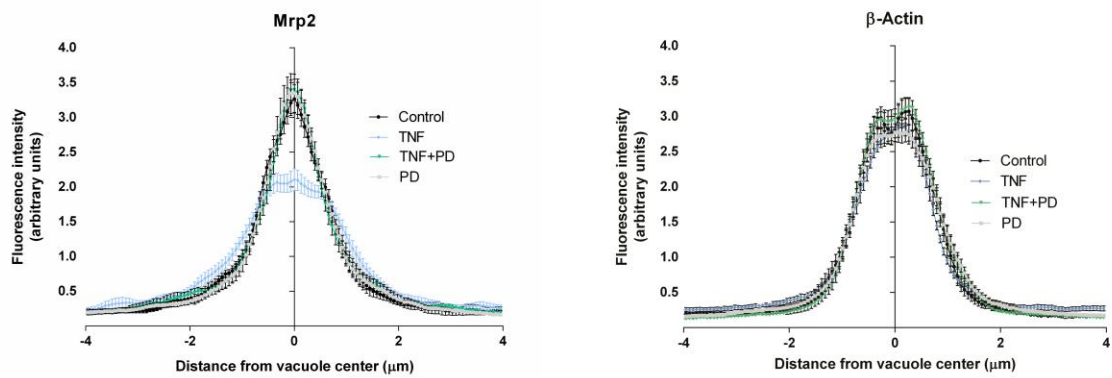 Mrp2
4.0
3.5
3.0
2.5
2.0
1.5
1.0
0.5
Fluorescence intensity
(arbitrary units)
Control
TNF
TNF+PD
PD
-4
-2
0
2
4
Distance from vacuole center (μm)
β-Actin
4.0
3.5
3.0
2.5
2.0
1.5
1.0
0.5
Fluorescence intensity
(arbitrary units)
Control
TNF
TNF+PD
PD
-4
-2
0
2
4
Distance from vacuole center (μm)